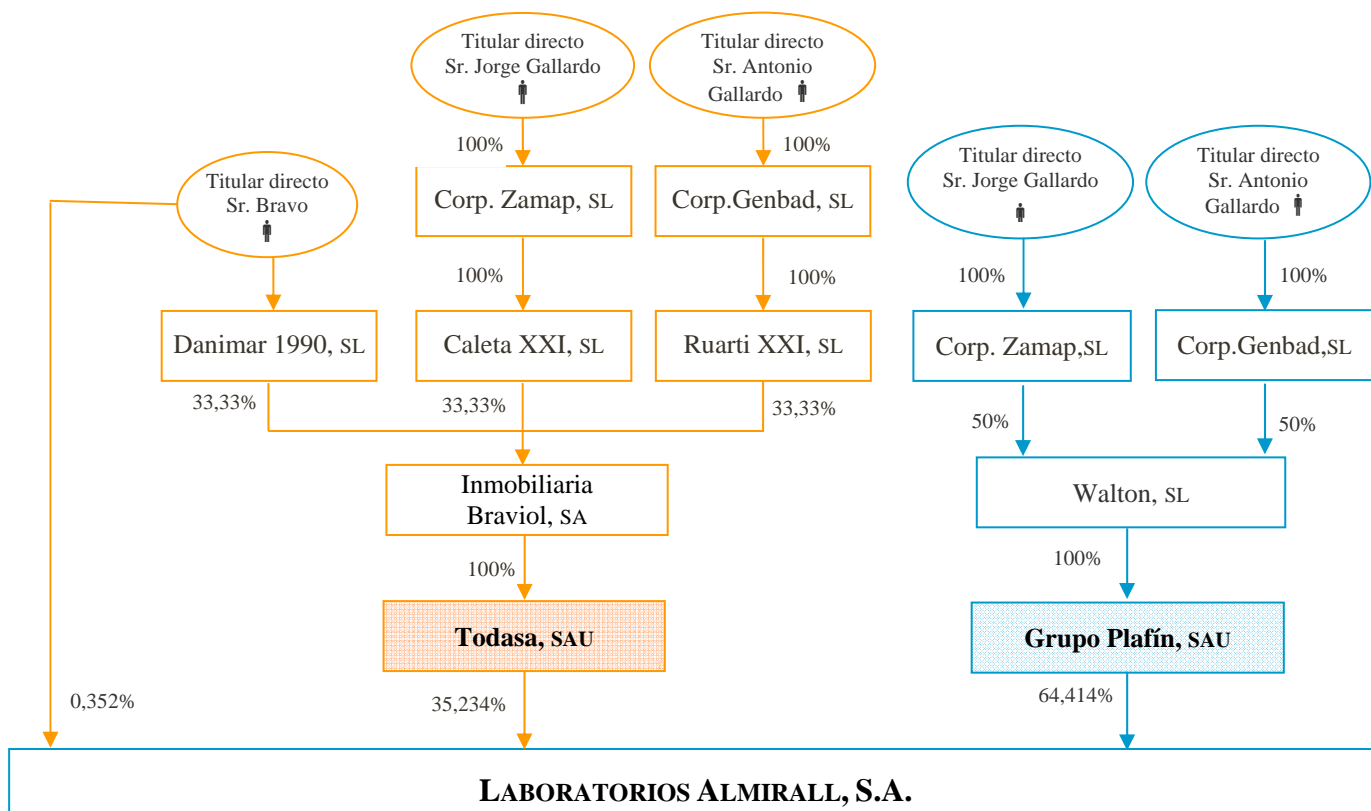 Titular directo
Sr. Jorge Gallardo
Titular directo
Sr. Antonio
Gallardo
100%
100%
Titular directo
Sr. Bravo
Corp. Zamap, SL
Corp.Genbad, SL
Titular directo
Sr. Jorge Gallardo
Titular directo
Sr. Antonio
Gallardo
100%
100%
100%
100%
Danimar 1990, SL
Caleta XXI, SL
Ruarti XXI, SL
Corp. Zamap,SL
Corp.Genbad,SL
33,33%
33,33%
33,33%
50%
50%
Inmobiliaria
Braviol, SA
Walton, SL
100%
100%
Todasa, SAU
Grupo Plafín, SAU
0,352%
35,234%
64,414%
LABORATORIOS ALMIRALL, S.A.